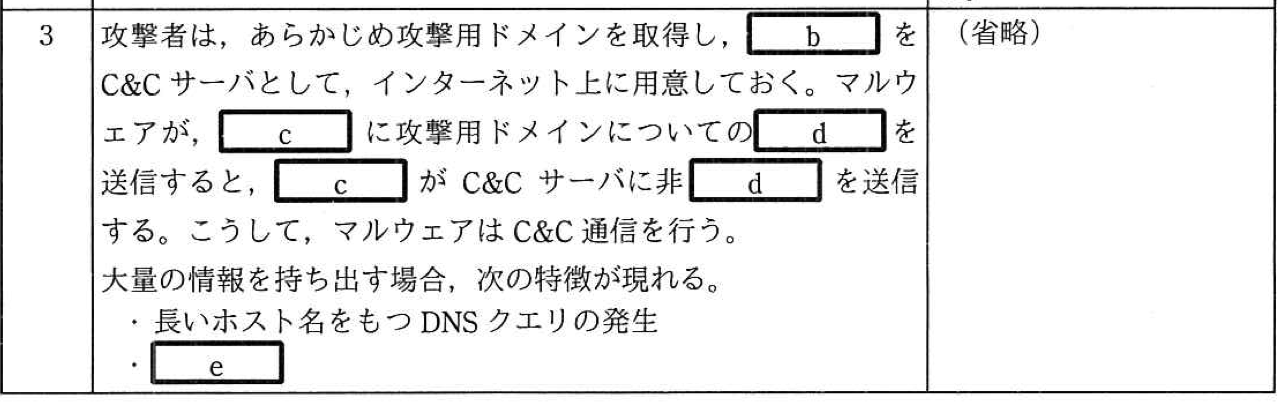 3 攻撃者は，あらかじめ攻撃用ドメインを取得し， b を （省略）
C&C サーバとして，インターネット上に用意しておく。マルウ
ェアが， c に攻撃用ドメインについての d を
送信すると， c が C&C サーバに非 d を送信
する。こうして，マルウェアは C&C 通信を行う。
大量の情報を持ち出す場合，次の特徴が現れる。
・長いホスト名をもつ DNS クエリの発生
・ e